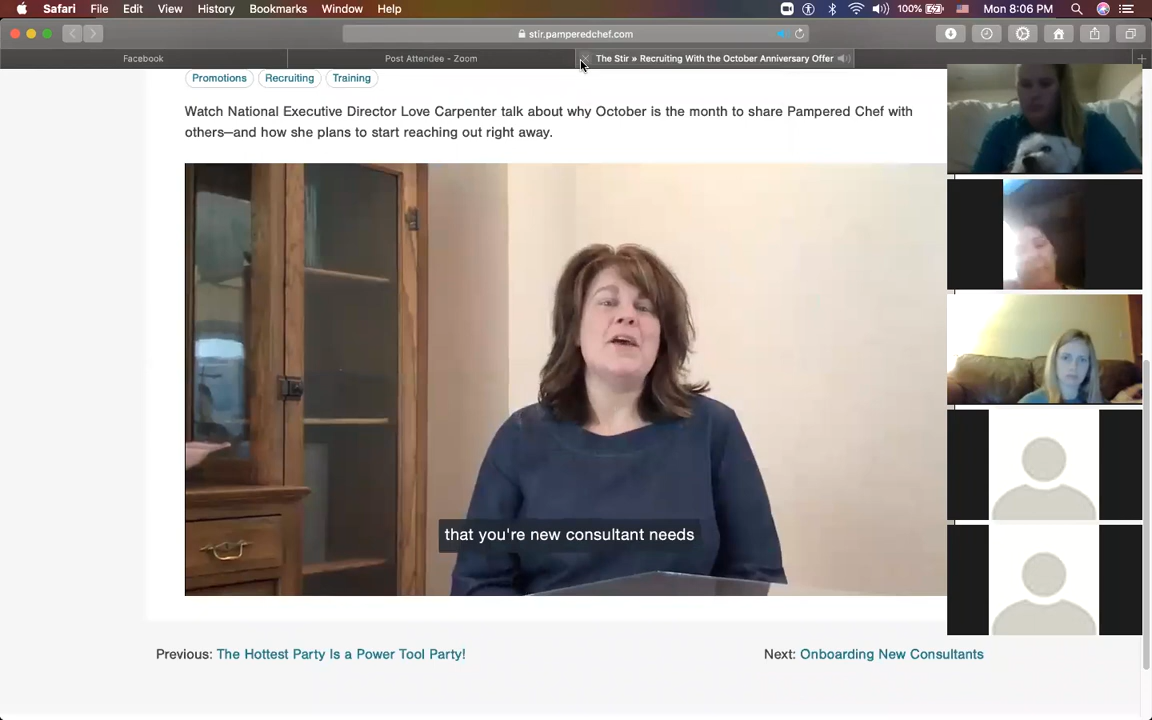 Safari File Edit View History Bookmarks Window Help 100% Mon 8:06 PM
stir.pamperedchef.com
Facebook Post Attendee - Zoom The Stir » Recruiting With the October Anniversary Offer
Promotions Recruiting Training
Watch National Executive Director Love Carpenter talk about why October is the month to share Pampered Chef with
others—and how she plans to start reaching out right away.
that you're new consultant needs
Previous: The Hottest Party Is a Power Tool Party! Next: Onboarding New Consultants